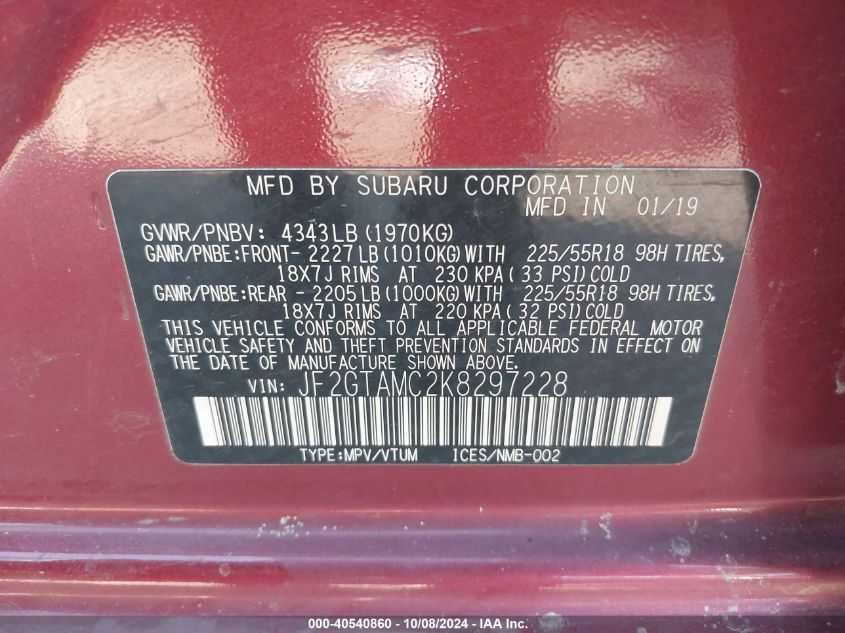 MFD BY SUBARU CORPORATION
MFD IN 01/19
GVWR/PNBV: 4343LB(1970KG)
GAWR/PNBE:FRONT- 2227LB(1010KG)WITH 225/55R18 98H TIRES,
18X7J RIMS AT 230 KPA(33 PSI)COLD
GAWR/PNBE:REAR - 2205LB(1000KG)WITH 225/55R18 98H TIRES,
18X7J RIMS AT 220 KPA(32 PSI)COLD
THIS VEHICLE CONFORMS TO ALL APPLICABLE FEDERAL MOTOR
VEHICLE SAFETY AND THEFT PREVENTION STANDARDS IN EFFECT ON
THE DATE OF MANUFACTURE SHOWN ABOVE.
VIN: JF2GTAMC2K8297228
TYPE:MPV/VTUM ICES/NMB-002
000-40540860 - 10/08/2024 - IAA Inc.